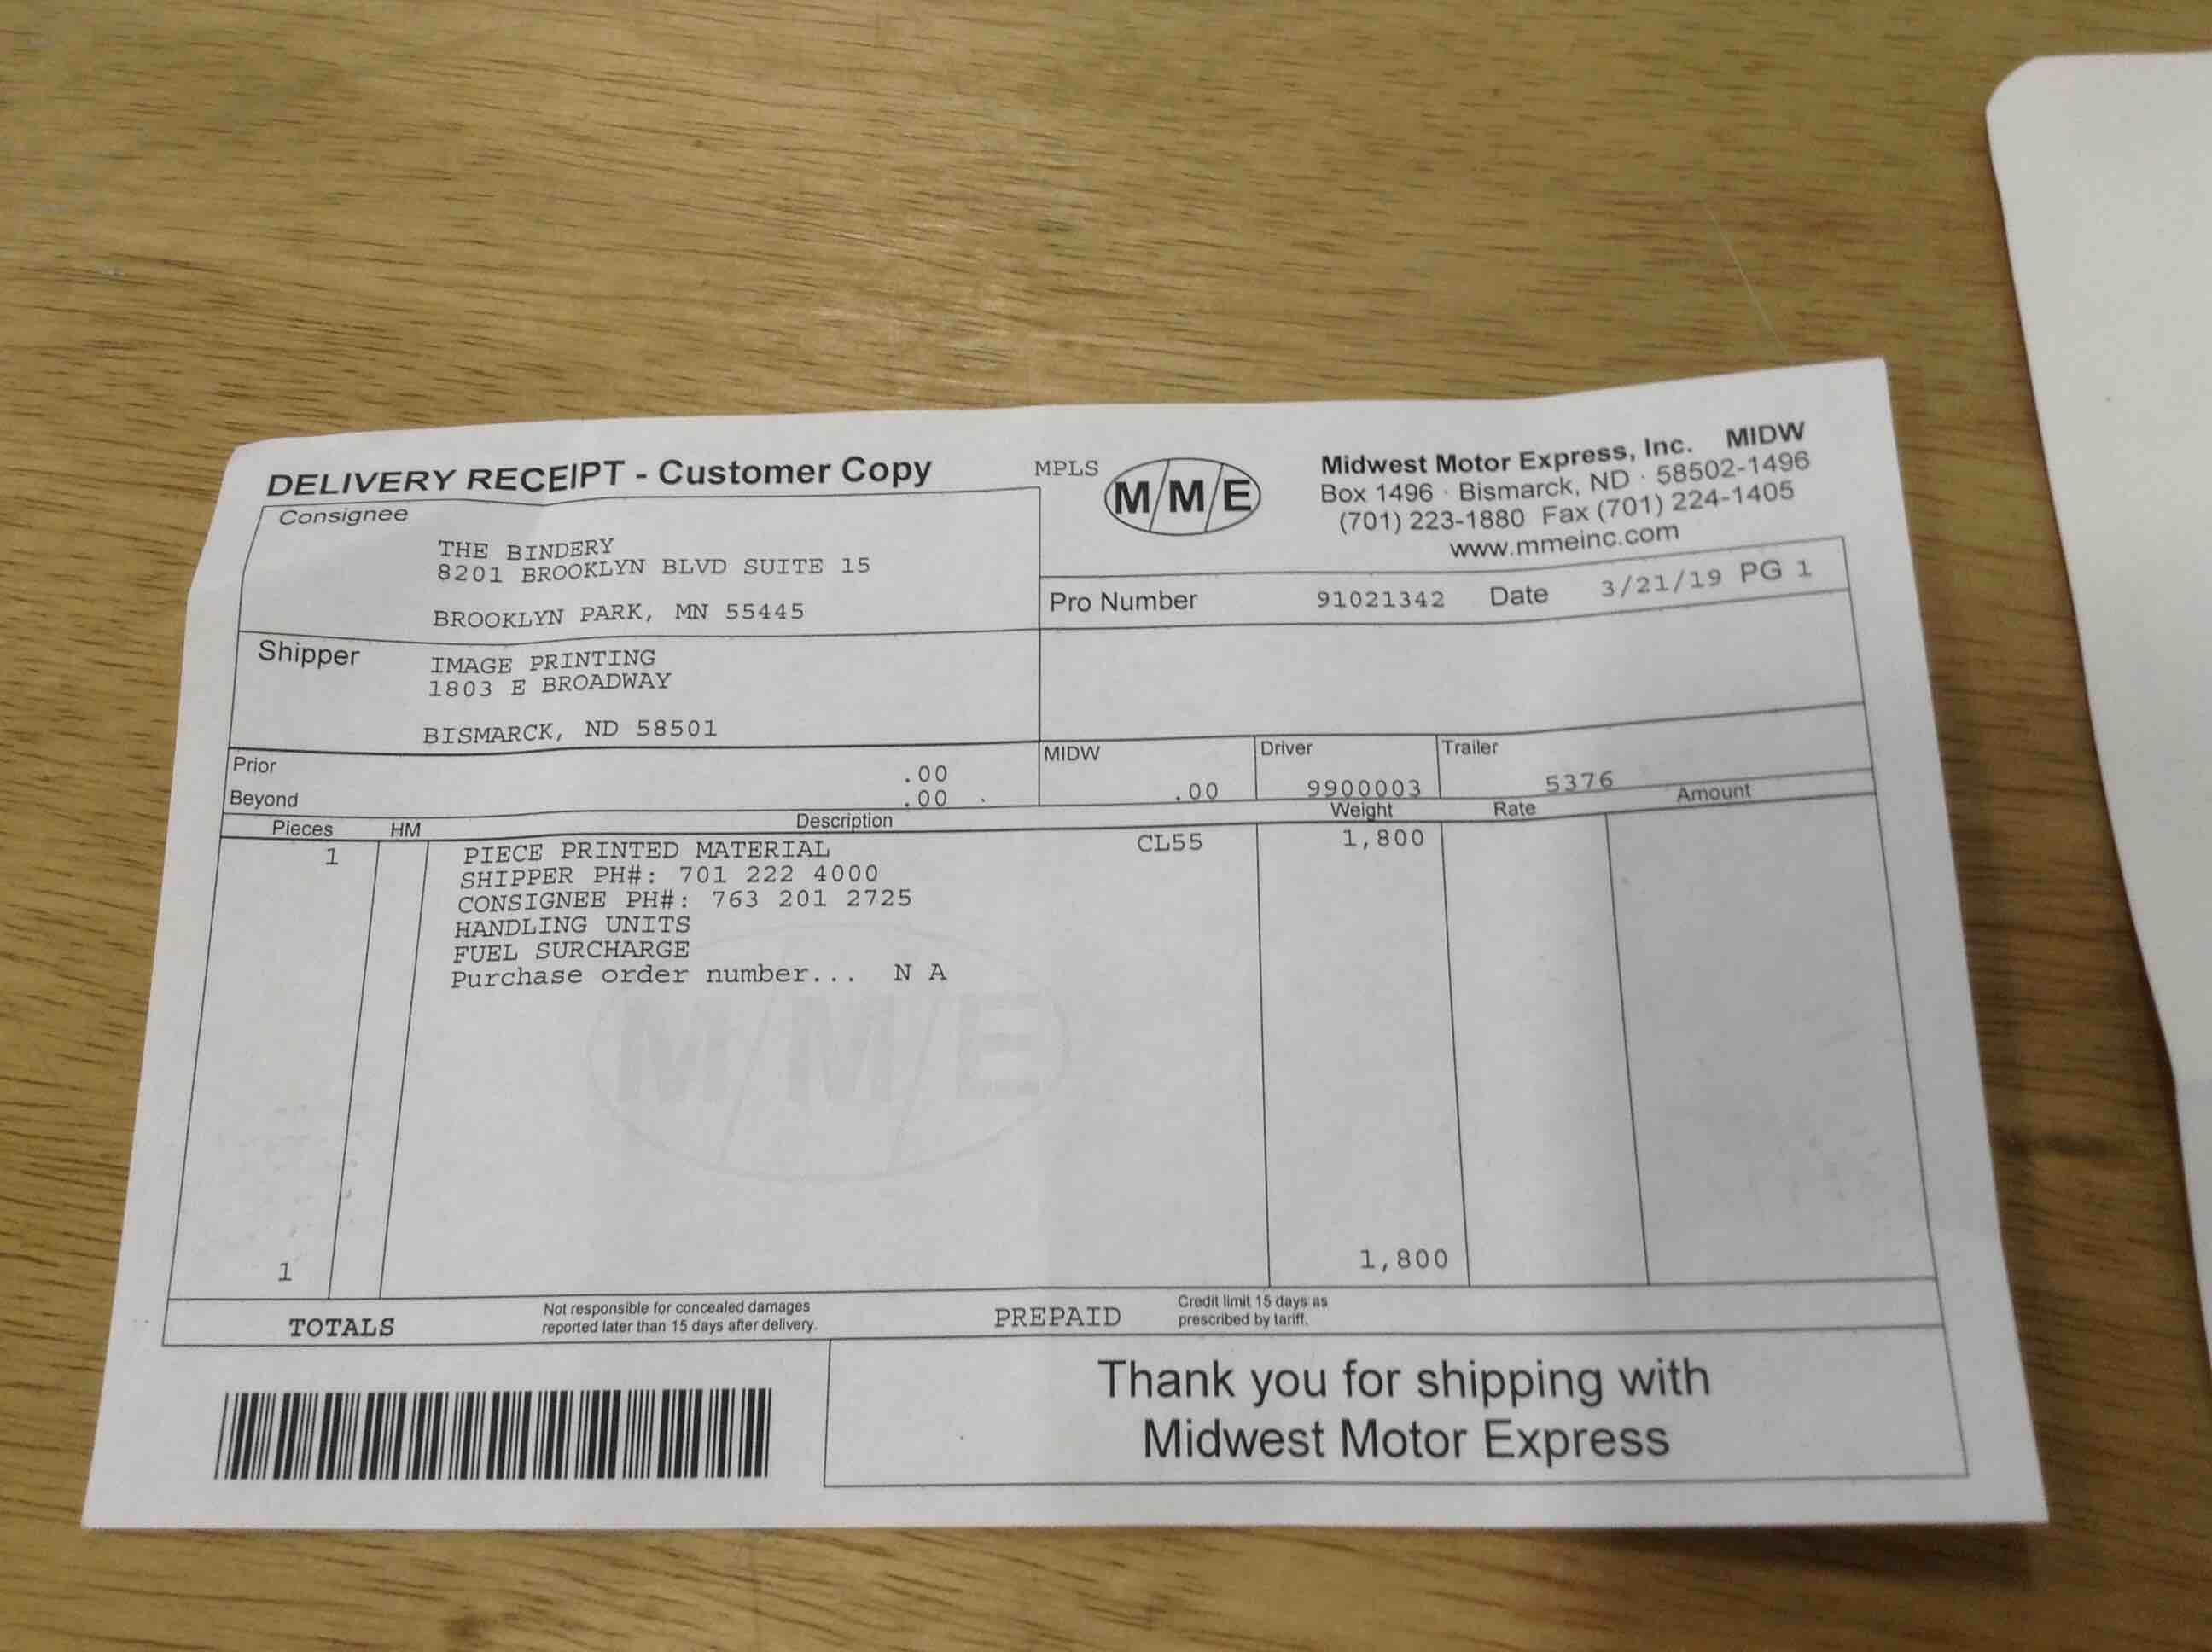 DELIVERY RECEIPT - Customer Copy
MPLS
M/M/E
Midwest Motor Express, Inc. MIDW
Box 1496 · Bismarck, ND · 58502-1496
(701) 223-1880 Fax (701) 224-1405
www.mmeinc.com
Consignee
THE BINDERY
8201 BROOKLYN BLVD SUITE 15
BROOKLYN PARK, MN 55445
Pro Number 91021342 Date 3/21/19 PG 1
Shipper
IMAGE PRINTING
1803 E BROADWAY
BISMARCK, ND 58501
Prior .00
Beyond .00
MIDW .00
Driver 9900003
Trailer 5376
Pieces HM Description Weight Rate Amount
1 PIECE PRINTED MATERIAL CL55 1,800
SHIPPER PH#: 701 222 4000
CONSIGNEE PH#: 763 201 2725
HANDLING UNITS
FUEL SURCHARGE
Purchase order number... N A
M/M/E
1 1,800
TOTALS
Not responsible for concealed damages
reported later than 15 days after delivery.
PREPAID
Credit limit 15 days as
prescribed by tariff.
Thank you for shipping with
Midwest Motor Express